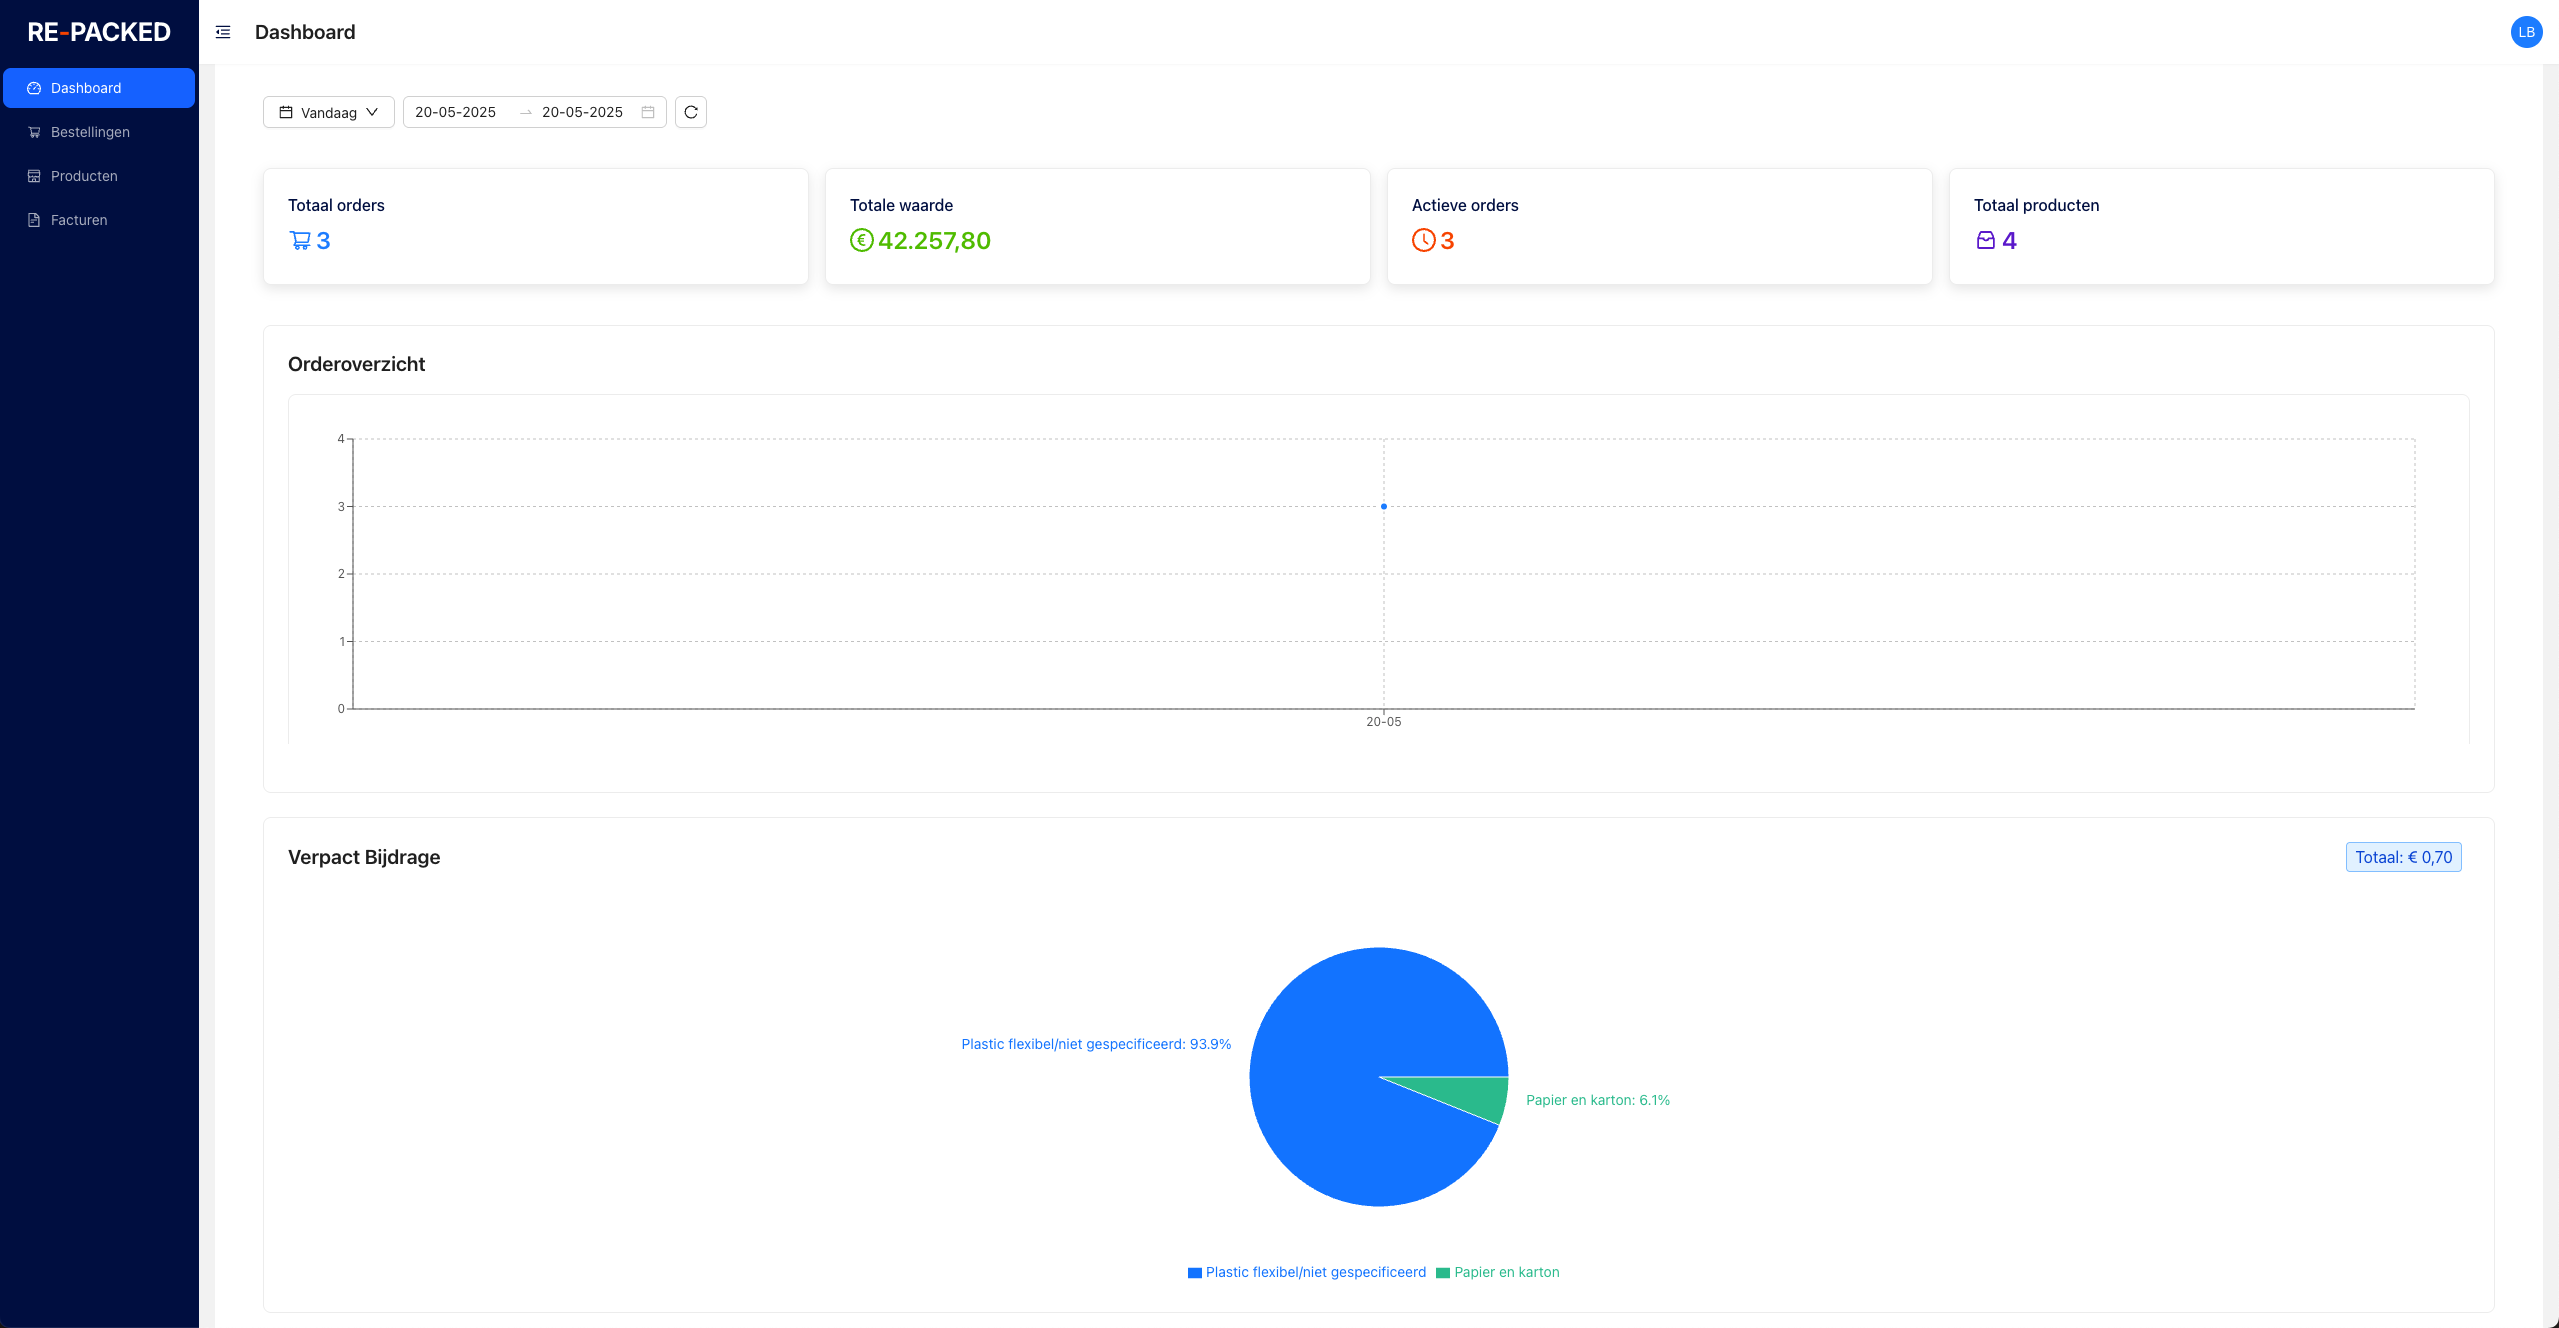 RE-PACKED
Dashboard
LB
Dashboard
Bestellingen
Producten
Facturen
Vandaag
20-05-2025
20-05-2025
Totaal orders
3
Totale waarde
€ 42.257,80
Actieve orders
3
Totaal producten
4
Orderoverzicht
4
3
2
1
0
20-05
Verpact Bijdrage
Totaal: € 0,70
Plastic flexibel/niet gespecificeerd: 93.9%
Papier en karton: 6.1%
Plastic flexibel/niet gespecificeerd
Papier en karton